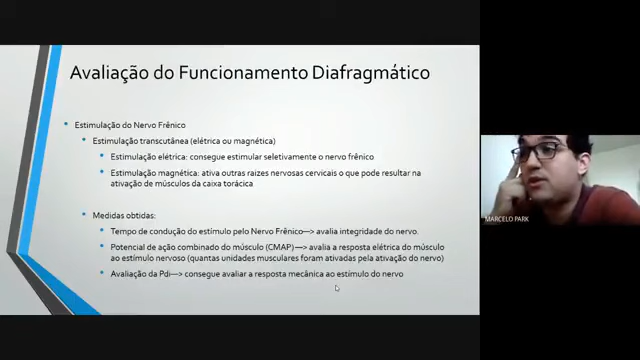 Avaliação do Funcionamento Diafragmático
Estimulação do Nervo Frênico
Estimulação transcutânea (elétrica ou magnética)
Estimulação elétrica: consegue estimular seletivamente o nervo frênico
Estimulação magnética: ativa outras raizes nervosas cervicais o que pode resultar na
ativação de músculos da caixa torácica
Medidas obtidas:
Tempo de condução do estímulo pelo Nervo Frênico—> avalia integridade do nervo.
Potencial de ação combinado do músculo (CMAP)—> avalia a resposta elétrica do músculo
ao estímulo nervoso (quantas unidades musculares foram ativadas pela ativação do nervo)
Avaliação da Pdi—> consegue avaliar a resposta mecânica ao estímulo do nervo
MARCELO PARK